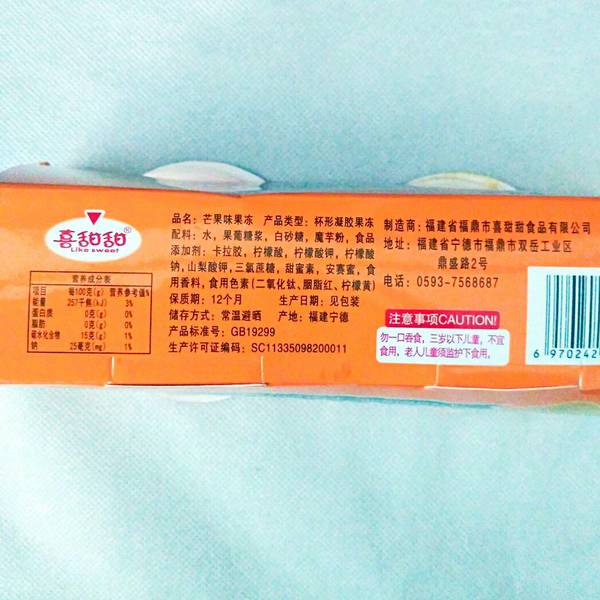 喜甜甜®
Like sweet
营养成分表
项目 每100克(g) 营养参考值%
能量 257千焦(kJ) 3%
蛋白质 0克(g) 0%
脂肪 0克(g) 0%
碳水化合物 15克(g) 1%
钠 25毫克(mg) 1%
品名：芒果味果冻 产品类型：杯形凝胶果冻
配料：水，果葡糖浆，白砂糖，魔芋粉，食品
添加剂：卡拉胶，柠檬酸，柠檬酸钾，柠檬酸
钠，山梨酸钾，三氯蔗糖，甜蜜素，安赛蜜，食
用香料，食用色素(二氧化钛，胭脂红、柠檬黄)
保质期：12个月 生产日期：见包装
储存方式：常温避晒 产地：福建宁德
产品标准号：GB19299
生产许可证编码：SC11335098200011
制造商：福建省福鼎市喜甜甜食品有限公司
地址：福建省宁德市福鼎市双岳工业区
鼎盛路2号
电话：0593-7568687
注意事项CAUTION!
勿一口吞食，三岁以下儿童，不宜
食用，老人儿童须监护下食用。
6 970242